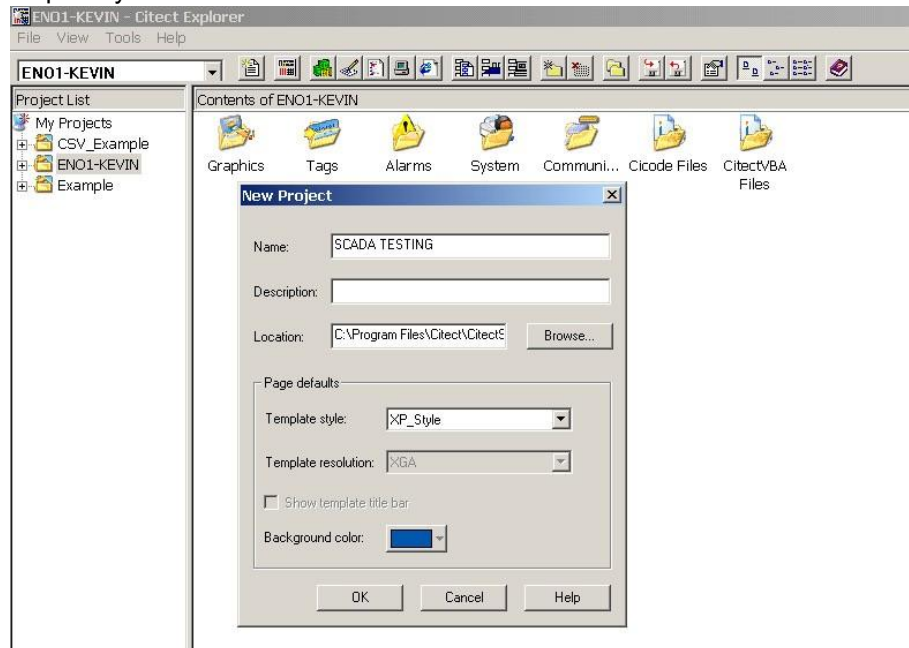 ENO1-KEVIN - Citect Explorer
File View Tools Help
ENO1-KEVIN
Project List
Contents of ENO1-KEVIN
My Projects
CSV_Example
ENO1-KEVIN
Example
Graphics Tags Alarms System Communi... Cicode Files CitectVBA Files
New Project
Name: SCADA TESTING
Description:
Location: C:\Program Files\Citect\CitectS Browse...
Page defaults
Template style: XP_Style
Template resolution: XGA
Show template title bar
Background color:
OK Cancel Help